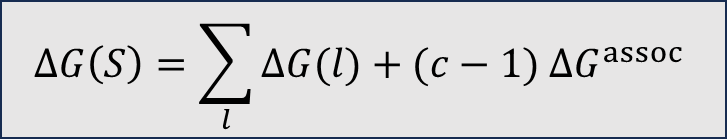 ΔG(S) = ∑_l ΔG(l) + (c − 1) ΔG^assoc